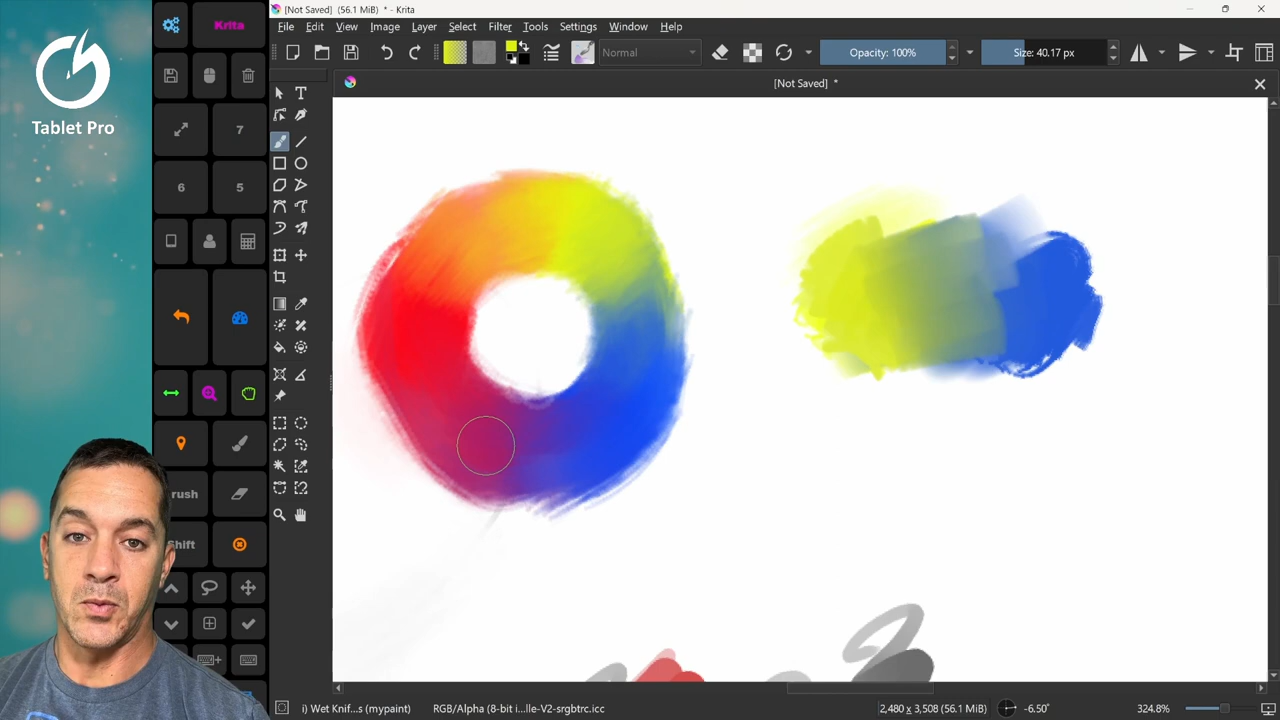 [Not Saved] (56.1 MiB) * - Krita
Krita
File Edit View Image Layer Select Filter Tools Settings Window Help
Normal
Opacity: 100%
Size: 40.17 px
[Not Saved] *
Tablet Pro
7
6
5
rush
Shift
i) Wet Knif...s (mypaint)
RGB/Alpha (8-bit i...lle-V2-srgbtrc.icc
2,480 x 3,508 (56.1 MiB)
-6.50°
324.8%